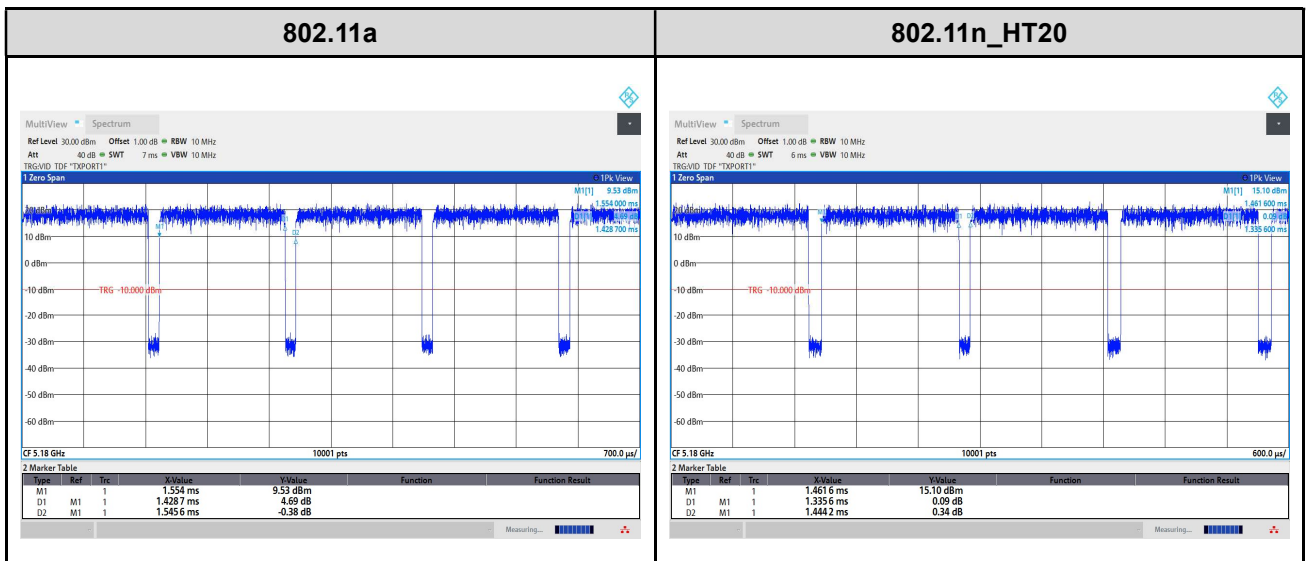 802.11a
802.11n_HT20
MultiView Spectrum
Ref Level 30.00 dBm Offset 1.00 dB RBW 10 MHz
Att 40 dB SWT 7 ms VBW 10 MHz
TRG:VID TDF "TXPORT1"
1 Zero Span 1Pk View
M1[1] 9.53 dBm
1.554 000 ms
D1[1] 4.69 dB
1.428 700 ms
M1
D2
10 dBm
0 dBm
-10 dBm TRG -10.000 dBm
-20 dBm
-30 dBm
-40 dBm
-50 dBm
-60 dBm
CF 5.18 GHz 10001 pts 700.0 µs/
2 Marker Table
Type Ref Trc X-Value Y-Value Function Function Result
M1 1 1.554 ms 9.53 dBm
D1 M1 1 1.428 7 ms 4.69 dB
D2 M1 1 1.545 6 ms -0.38 dB
Measuring...
MultiView Spectrum
Ref Level 30.00 dBm Offset 1.00 dB RBW 10 MHz
Att 40 dB SWT 6 ms VBW 10 MHz
TRG:VID TDF "TXPORT1"
1 Zero Span 1Pk View
M1[1] 15.10 dBm
1.461 600 ms
D1[1] 0.09 dB
1.335 600 ms
10 dBm
0 dBm
-10 dBm TRG -10.000 dBm
-20 dBm
-30 dBm
-40 dBm
-50 dBm
-60 dBm
CF 5.18 GHz 10001 pts 600.0 µs/
2 Marker Table
Type Ref Trc X-Value Y-Value Function Function Result
M1 1 1.461 6 ms 15.10 dBm
D1 M1 1 1.335 6 ms 0.09 dB
D2 M1 1 1.444 2 ms 0.34 dB
Measuring...